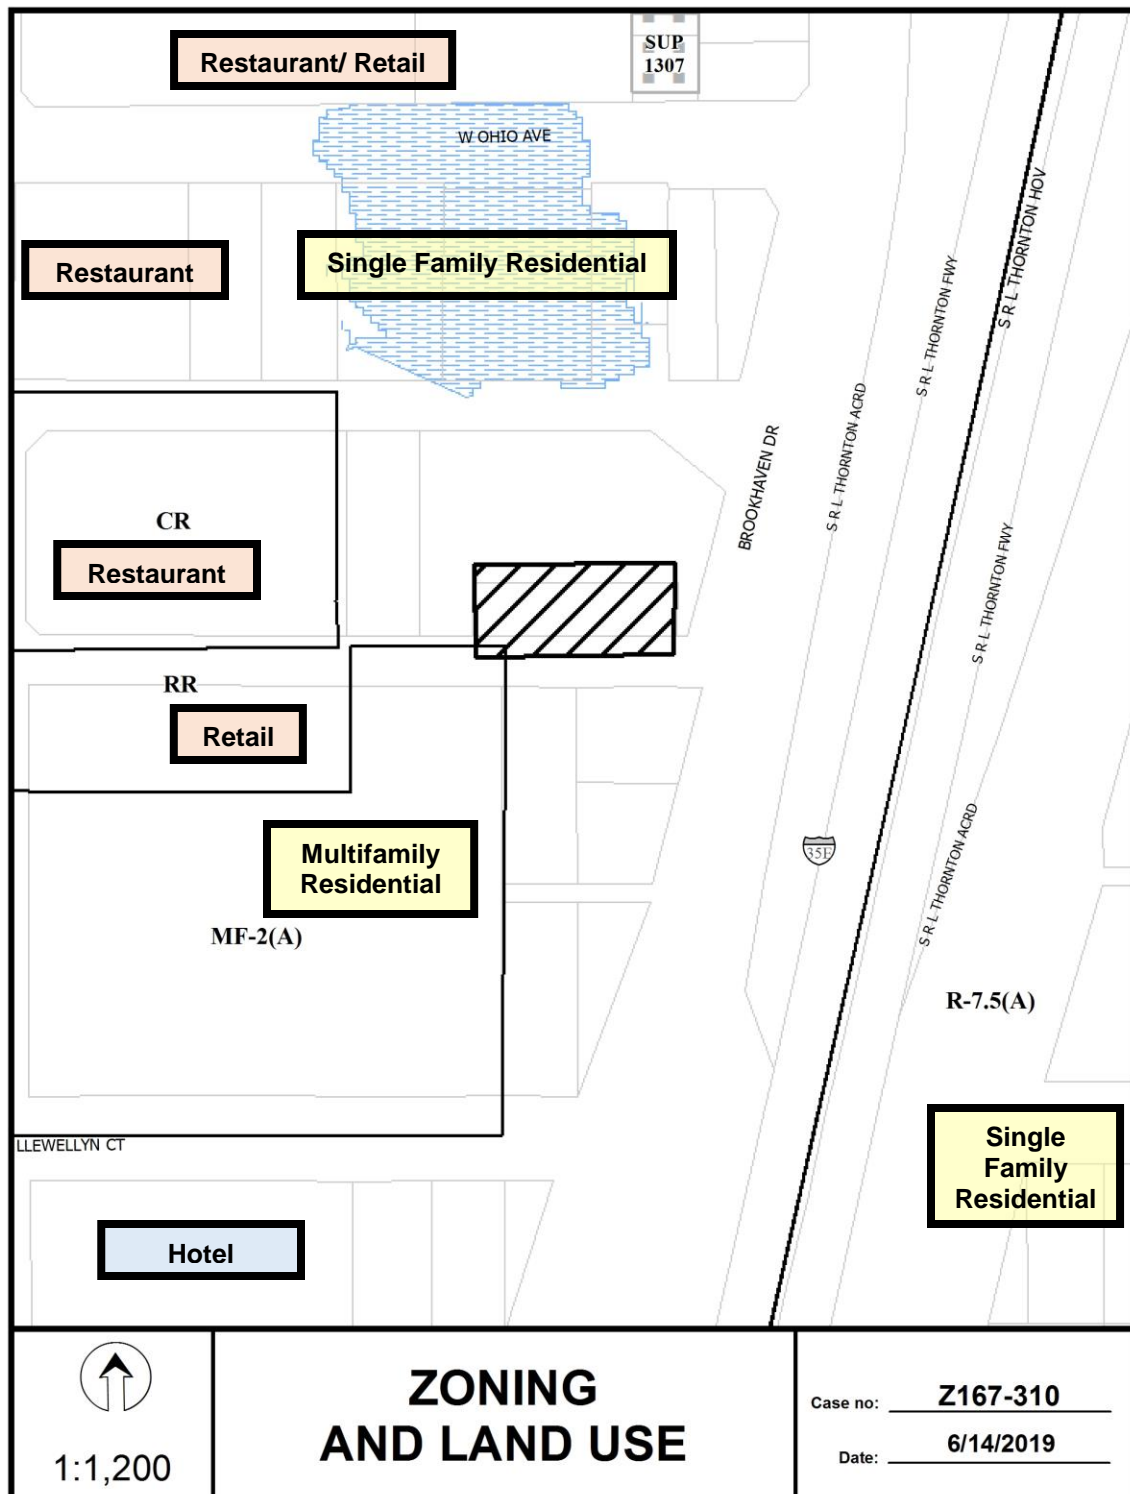 Restaurant/ Retail
SUP
1307
W OHIO AVE
Restaurant
Single Family Residential
S R L THORNTON HOV
S R L THORNTON FWY
S R L THORNTON ACRD
BROOKHAVEN DR
CR
Restaurant
S R L THORNTON FWY
RR
Retail
Multifamily
Residential
35E
MF-2(A)
S R L THORNTON ACRD
R-7.5(A)
LLEWELLYN CT
Single
Family
Residential
Hotel
1:1,200
ZONING
AND LAND USE
Case no: Z167-310
Date: 6/14/2019